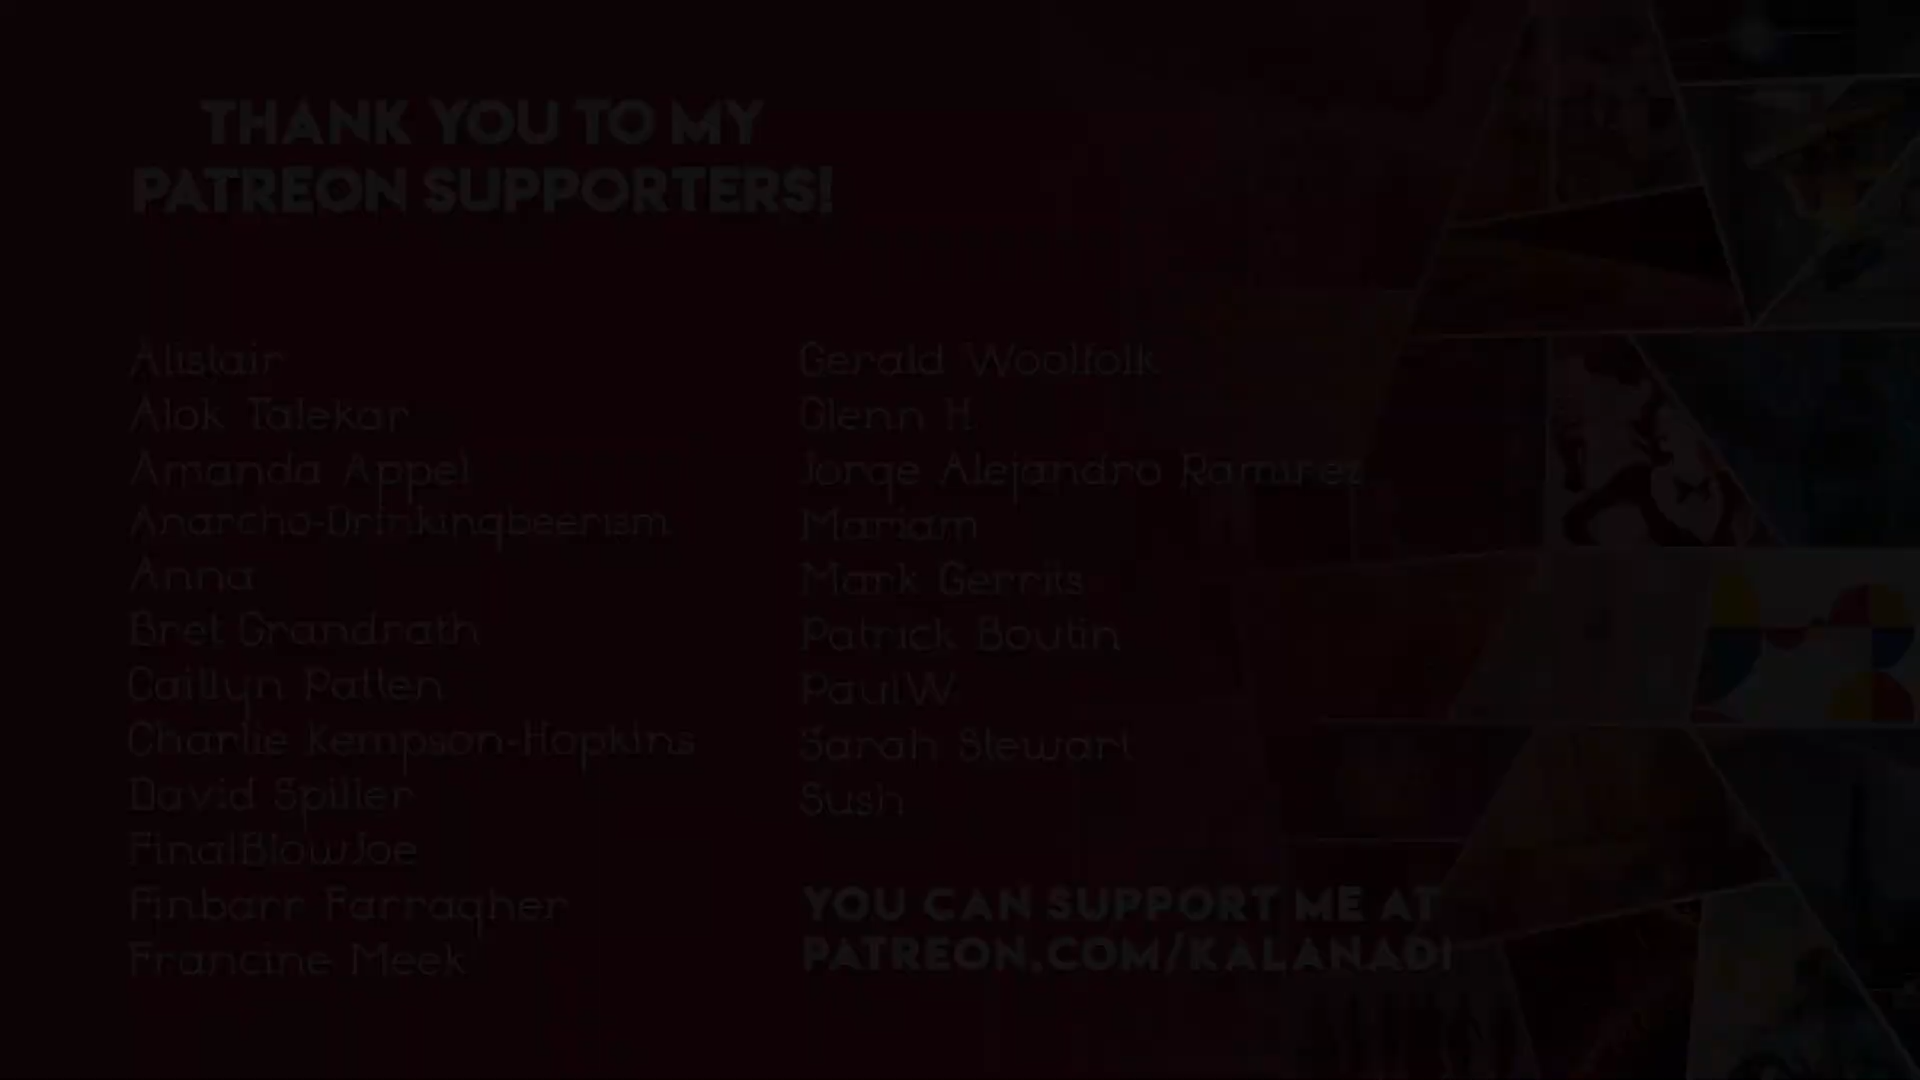 THANK YOU TO MY
PATREON SUPPORTERS!
Alistair
Alok Talekar
Amanda Appel
Anarcho-Drinkingbeerism
Anna
Bret Grandrath
Caitlyn Patten
Charlie Kempson-Hopkins
David Spiller
FinalBlowJoe
Finbarr Farragher
Francine Meek
Gerald Woolfolk
Glenn H.
Jorge Alejandro Ramirez
Mariam
Mark Gerrits
Patrick Boutin
PaulW
Sarah Stewart
Sush
YOU CAN SUPPORT ME AT
PATREON.COM/KALANADI